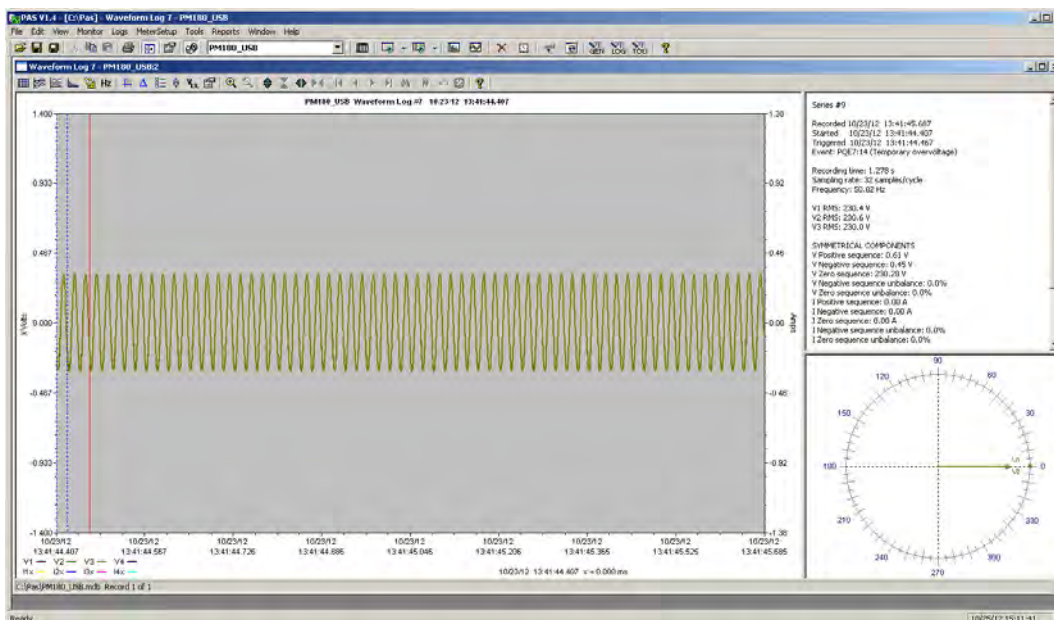 PAS V1.4 - [C:\Pas] - Waveform Log 7 - PM180_USB
File Edit View Monitor Logs MeterSetup Tools Reports Window Help
PM180_USB
Waveform Log 7 - PM180_USB:2
Hz
PM180_USB Waveform Log #7 10/23/12 13:41:44.407
1.400
0.933
0.467
0.000
-0.467
-0.933
-1.400
kVolts
0.92
0.46
0.00
-0.46
-0.92
Amps
10/23/12 10/23/12 10/23/12 10/23/12 10/23/12 10/23/12 10/23/12 10/23/12 10/23/12
13:41:44.407 13:41:44.567 13:41:44.726 13:41:44.886 13:41:45.046 13:41:45.206 13:41:45.365 13:41:45.525 13:41:45.685
V1 V2 V3 V4
I1x I2x I3x I4x
10/23/12 13:41:44.407 x = 0.000 ms
Series #9
Recorded 10/23/12 13:41:45.687
Started 10/23/12 13:41:44.407
Triggered 10/23/12 13:41:44.467
Event: PQE7:14 (Temporary overvoltage)
Recording time: 1.278 s
Sampling rate: 32 samples/cycle
Frequency: 50.02 Hz
V1 RMS: 230.4 V
V2 RMS: 230.6 V
V3 RMS: 230.0 V
SYMMETRICAL COMPONENTS
V Positive sequence: 0.61 V
V Negative sequence: 0.45 V
V Zero sequence: 230.28 V
V Negative sequence unbalance: 0.0%
V Zero sequence unbalance: 0.0%
I Positive sequence: 0.00 A
I Negative sequence: 0.00 A
I Zero sequence: 0.00 A
I Negative sequence unbalance: 0.0%
I Zero sequence unbalance: 0.0%
90
120 60
150 30
180 0
210 330
240 300
270
C:\Pas\PM180_USB.mdb Record 1 of 1
Ready